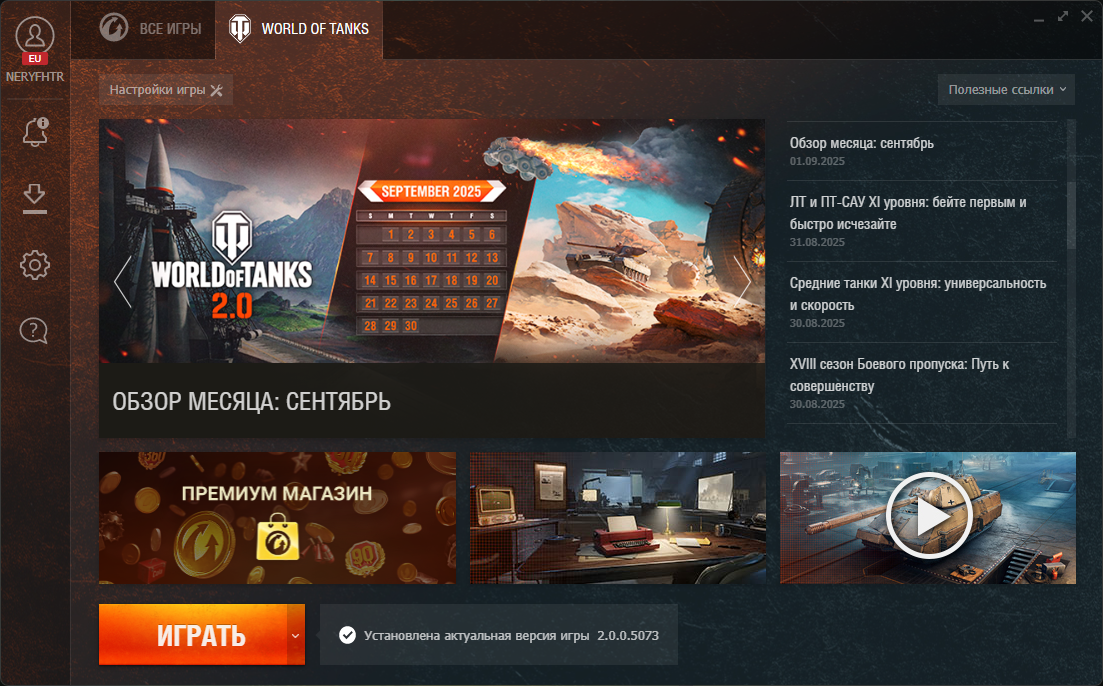 EU
NERYFHTR
ВСЕ ИГРЫ
WORLD OF TANKS
Настройки игры
Полезные ссылки
WORLD OF TANKS
2.0
SEPTEMBER 2025
S M T W T F S
1 2 3 4 5 6
7 8 9 10 11 12 13
14 15 16 17 18 19 20
21 22 23 24 25 26 27
28 29 30
ОБЗОР МЕСЯЦА: СЕНТЯБРЬ
Обзор месяца: сентябрь
01.09.2025
ЛТ и ПТ-САУ XI уровня: бейте первым и
быстро исчезайте
31.08.2025
Средние танки XI уровня: универсальность
и скорость
30.08.2025
XVIII сезон Боевого пропуска: Путь к
совершенству
30.08.2025
ПРЕМИУМ МАГАЗИН
ИГРАТЬ
Установлена актуальная версия игры 2.0.0.5073